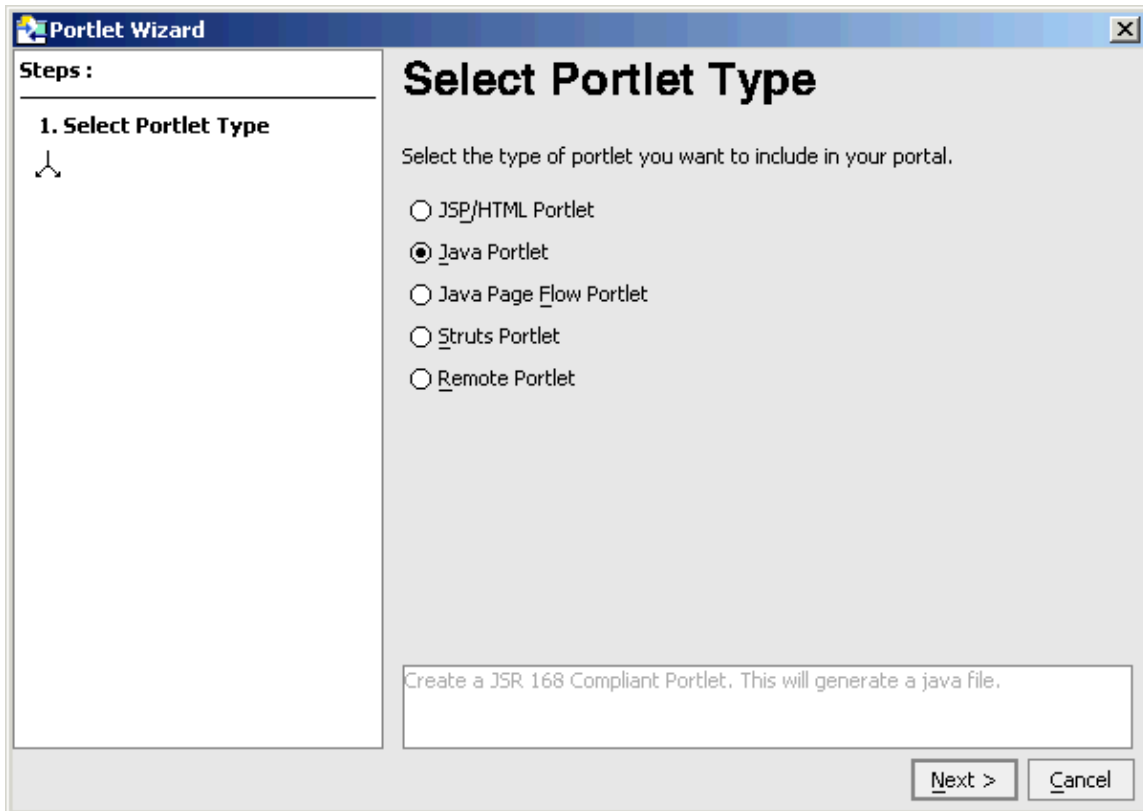 Portlet Wizard
Steps :
1. Select Portlet Type
Select Portlet Type
Select the type of portlet you want to include in your portal.
JSP/HTML Portlet
Java Portlet
Java Page Flow Portlet
Struts Portlet
Remote Portlet
Create a JSR 168 Compliant Portlet. This will generate a java file.
Next >
Cancel